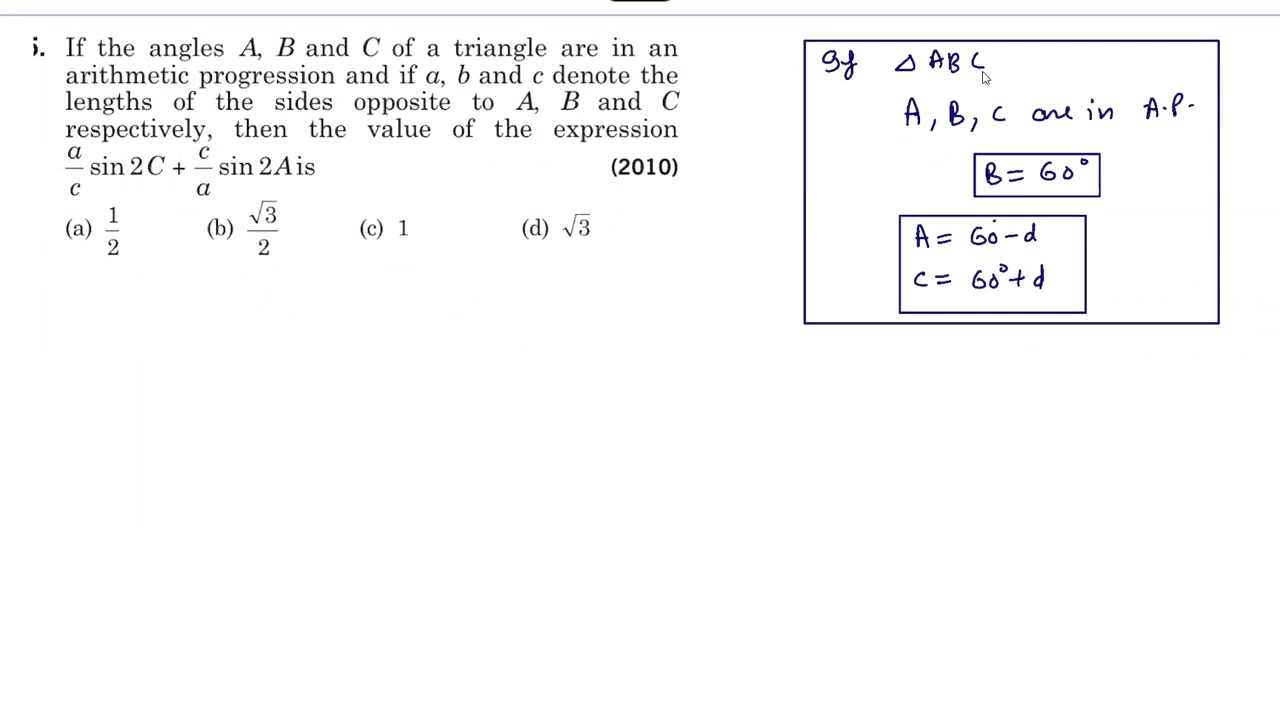 5. If the angles A, B and C of a triangle are in an
arithmetic progression and if a, b and c denote the
lengths of the sides opposite to A, B and C
respectively, then the value of the expression
a/c sin 2C + c/a sin 2A is (2010)
(a) 1/2 (b) √3/2 (c) 1 (d) √3
If △ ABC
A, B, C are in A.P.
B = 60°
A = 60° - d
C = 60° + d